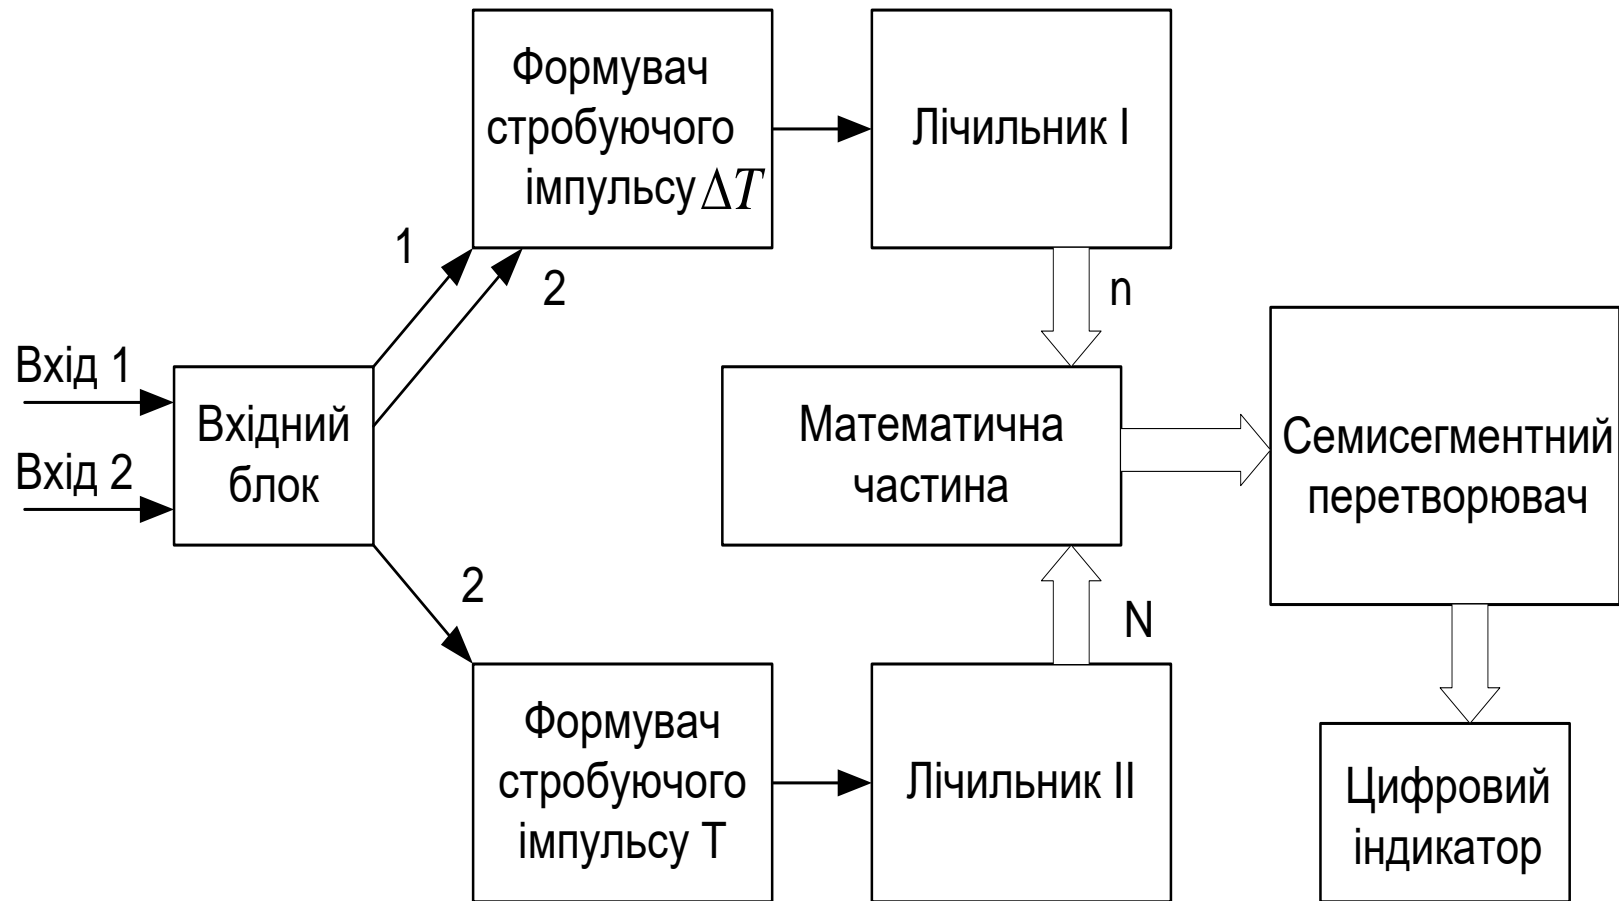 Формувач
стробуючого
імпульсу ΔT
Лічильник I
1
2
n
Вхід 1
Вхід 2
Вхідний
блок
Математична
частина
Семисегментний
перетворювач
2
N
Формувач
стробуючого
імпульсу T
Лічильник II
Цифровий
індикатор